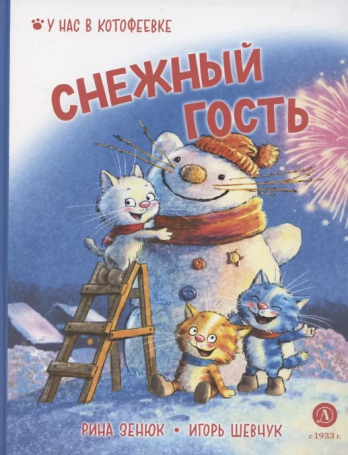 У НАС В КОТОФЕЕВКЕ
СНЕЖНЫЙ
ГОСТЬ
РИНА ЗЕНЮК • ИГОРЬ ШЕВЧУК
с 1933 г.